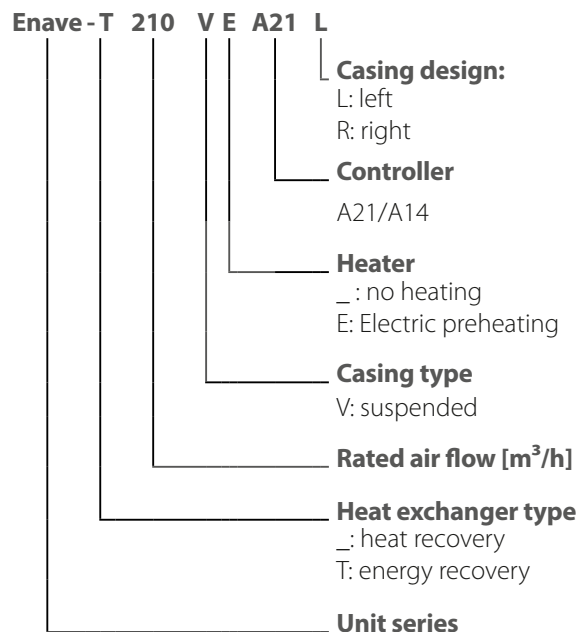 Enave - T 210 V E A21 L
Casing design:
L: left
R: right
Controller
A21/A14
Heater
_ : no heating
E: Electric preheating
Casing type
V: suspended
Rated air flow [m³/h]
Heat exchanger type
_: heat recovery
T: energy recovery
Unit series